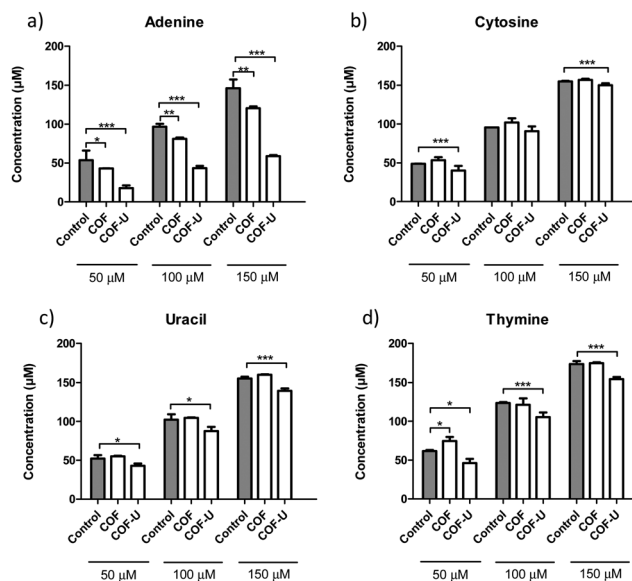 a)
Adenine
Concentration (µM)
200
150
100
50
0
***
*
***
**
***
**
Control
COF
COF-U
Control
COF
COF-U
Control
COF
COF-U
50 µM
100 µM
150 µM
b)
Cytosine
Concentration (µM)
200
150
100
50
0
***
***
Control
COF
COF-U
Control
COF
COF-U
Control
COF
COF-U
50 µM
100 µM
150 µM
c)
Uracil
Concentration (µM)
200
150
100
50
0
*
*
***
Control
COF
COF-U
Control
COF
COF-U
Control
COF
COF-U
50 µM
100 µM
150 µM
d)
Thymine
Concentration (µM)
200
150
100
50
0
*
*
***
***
Control
COF
COF-U
Control
COF
COF-U
Control
COF
COF-U
50 µM
100 µM
150 µM